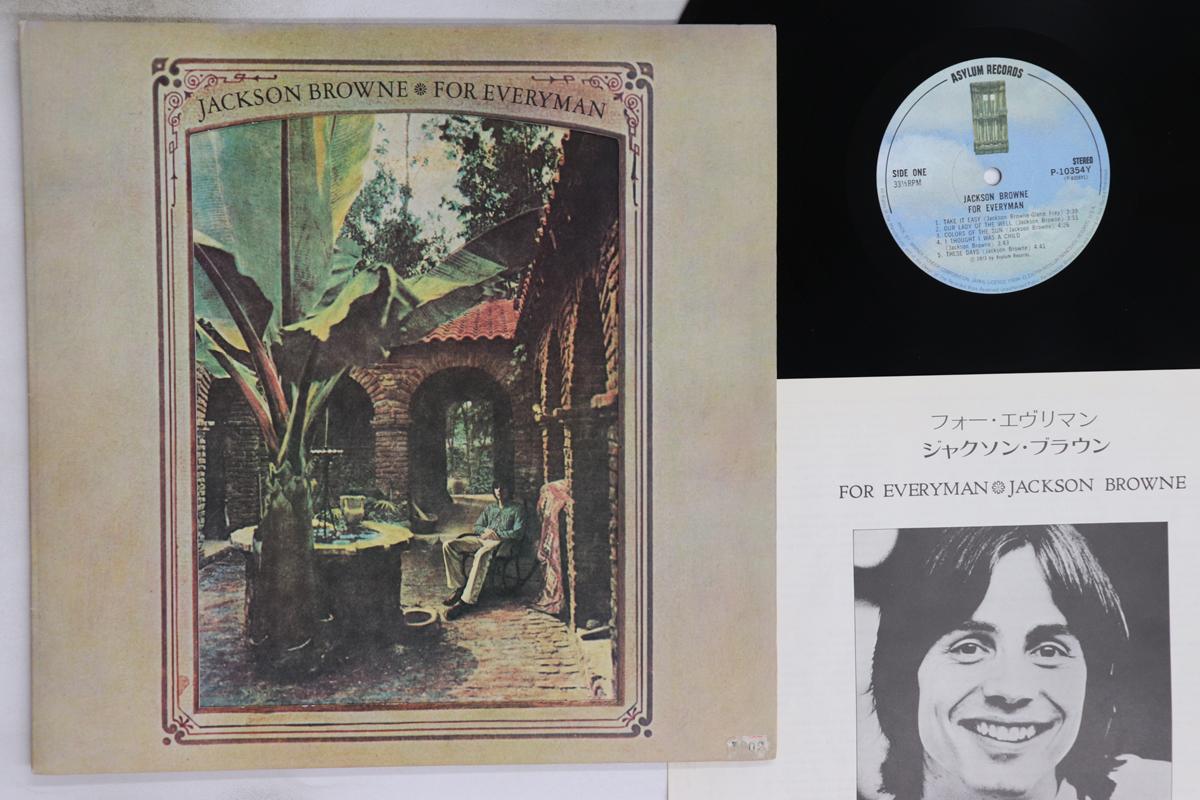 JACKSON BROWNE FOR EVERYMAN
ASYLUM RECORDS
SIDE ONE
33⅓RPM
STEREO
P-10354Y
JACKSON BROWNE
FOR EVERYMAN
1. TAKE IT EASY (Jackson Browne-Glenn Frey) 3:39
2. OUR LADY OF THE WELL (Jackson Browne) 3:51
3. COLORS OF THE SUN (Jackson Browne) 4:26
4. I THOUGHT I WAS A CHILD
(Jackson Browne) 3:43
5. THESE DAYS (Jackson Browne) 4:41
Ⓟ 1973 by Asylum Records.
フォー・エヴリマン
ジャクソン・ブラウン
FOR EVERYMAN JACKSON BROWNE